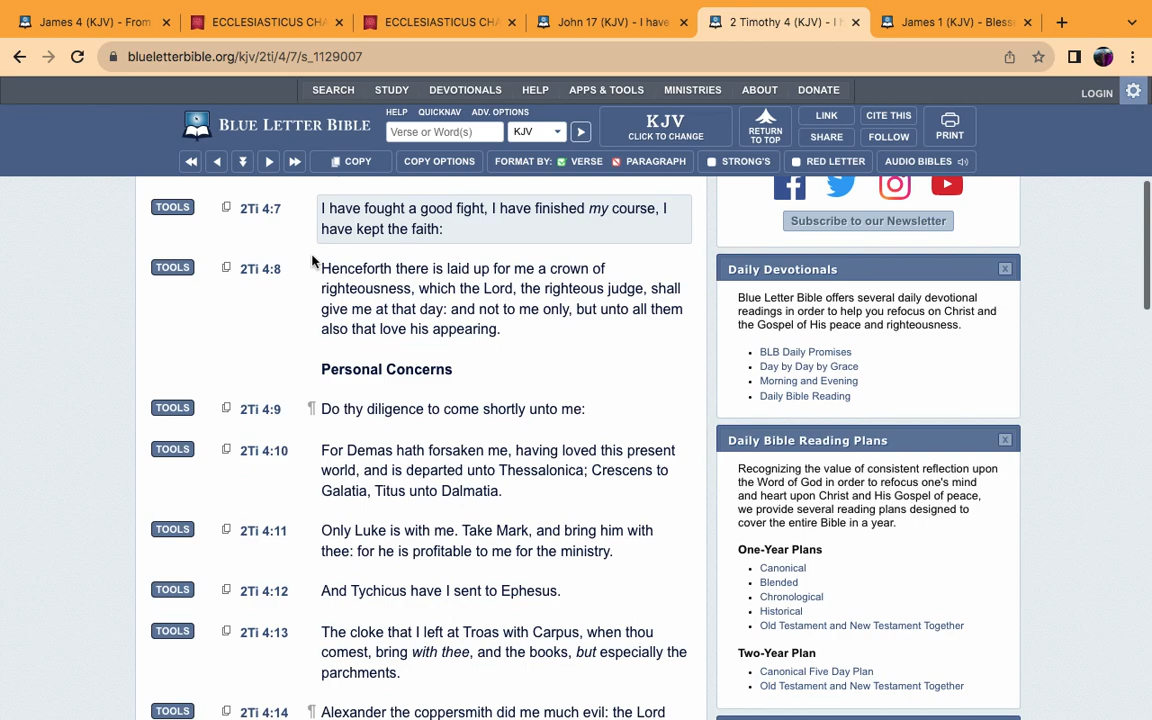 James 4 (KJV) - From
ECCLESIASTICUS CHA
ECCLESIASTICUS CHA
John 17 (KJV) - I have
2 Timothy 4 (KJV) - I h
James 1 (KJV) - Blesse
blueletterbible.org/kjv/2ti/4/7/s_1129007
SEARCH STUDY DEVOTIONALS HELP APPS & TOOLS MINISTRIES ABOUT DONATE
LOGIN
BLUE LETTER BIBLE
HELP QUICKNAV ADV. OPTIONS
Verse or Word(s)
KJV
KJV
CLICK TO CHANGE
RETURN
TO TOP
LINK
CITE THIS
SHARE
FOLLOW
PRINT
COPY
COPY OPTIONS
FORMAT BY: VERSE PARAGRAPH
STRONG'S
RED LETTER
AUDIO BIBLES
TOOLS 2Ti 4:7 I have fought a good fight, I have finished my course, I
have kept the faith:
TOOLS 2Ti 4:8 Henceforth there is laid up for me a crown of
righteousness, which the Lord, the righteous judge, shall
give me at that day: and not to me only, but unto all them
also that love his appearing.
Personal Concerns
TOOLS 2Ti 4:9 ¶ Do thy diligence to come shortly unto me:
TOOLS 2Ti 4:10 For Demas hath forsaken me, having loved this present
world, and is departed unto Thessalonica; Crescens to
Galatia, Titus unto Dalmatia.
TOOLS 2Ti 4:11 Only Luke is with me. Take Mark, and bring him with
thee: for he is profitable to me for the ministry.
TOOLS 2Ti 4:12 And Tychicus have I sent to Ephesus.
TOOLS 2Ti 4:13 The cloke that I left at Troas with Carpus, when thou
comest, bring with thee, and the books, but especially the
parchments.
TOOLS 2Ti 4:14 ¶ Alexander the coppersmith did me much evil: the Lord
Subscribe to our Newsletter
Daily Devotionals
Blue Letter Bible offers several daily devotional
readings in order to help you refocus on Christ and
the Gospel of His peace and righteousness.
BLB Daily Promises
Day by Day by Grace
Morning and Evening
Daily Bible Reading
Daily Bible Reading Plans
Recognizing the value of consistent reflection upon
the Word of God in order to refocus one's mind
and heart upon Christ and His Gospel of peace,
we provide several reading plans designed to
cover the entire Bible in a year.
One-Year Plans
Canonical
Blended
Chronological
Historical
Old Testament and New Testament Together
Two-Year Plan
Canonical Five Day Plan
Old Testament and New Testament Together